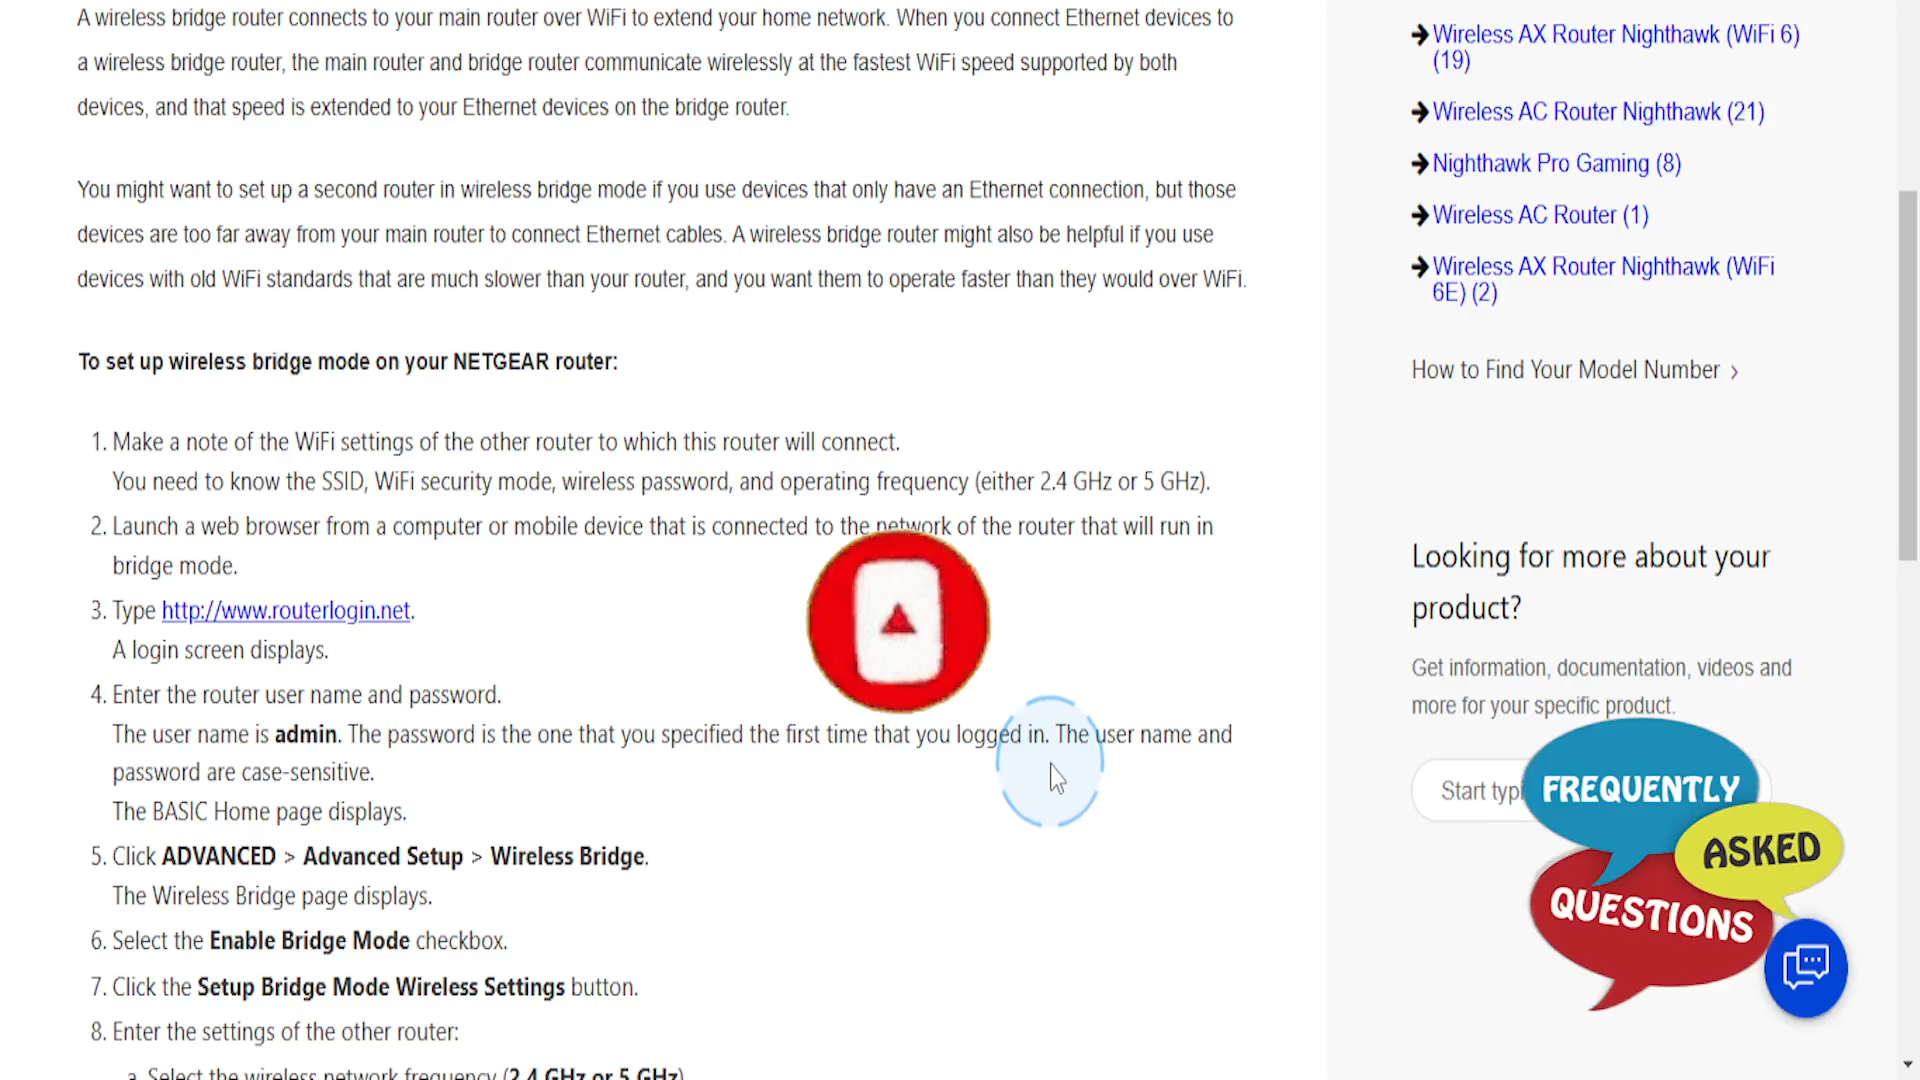 A wireless bridge router connects to your main router over WiFi to extend your home network. When you connect Ethernet devices to
a wireless bridge router, the main router and bridge router communicate wirelessly at the fastest WiFi speed supported by both
devices, and that speed is extended to your Ethernet devices on the bridge router.
You might want to set up a second router in wireless bridge mode if you use devices that only have an Ethernet connection, but those
devices are too far away from your main router to connect Ethernet cables. A wireless bridge router might also be helpful if you use
devices with old WiFi standards that are much slower than your router, and you want them to operate faster than they would over WiFi.
To set up wireless bridge mode on your NETGEAR router:
1. Make a note of the WiFi settings of the other router to which this router will connect.
You need to know the SSID, WiFi security mode, wireless password, and operating frequency (either 2.4 GHz or 5 GHz).
2. Launch a web browser from a computer or mobile device that is connected to the network of the router that will run in
bridge mode.
3. Type http://www.routerlogin.net.
A login screen displays.
4. Enter the router user name and password.
The user name is admin. The password is the one that you specified the first time that you logged in. The user name and
password are case-sensitive.
The BASIC Home page displays.
5. Click ADVANCED > Advanced Setup > Wireless Bridge.
The Wireless Bridge page displays.
6. Select the Enable Bridge Mode checkbox.
7. Click the Setup Bridge Mode Wireless Settings button.
8. Enter the settings of the other router:
a. Select the wireless network frequency (2.4 GHz or 5 GHz)
Wireless AX Router Nighthawk (WiFi 6)
(19)
Wireless AC Router Nighthawk (21)
Nighthawk Pro Gaming (8)
Wireless AC Router (1)
Wireless AX Router Nighthawk (WiFi
6E) (2)
How to Find Your Model Number >
Looking for more about your
product?
Get information, documentation, videos and
more for your specific product.
Start typi
FREQUENTLY
ASKED
QUESTIONS